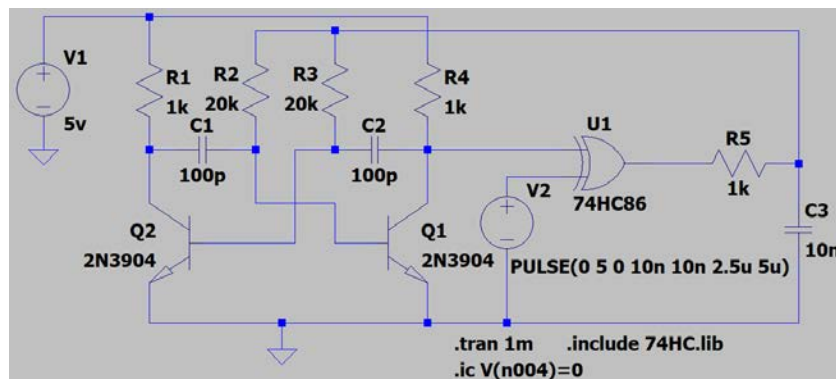 V1
5v
R1
1k
R2
20k
R3
20k
R4
1k
C1
100p
C2
100p
U1
74HC86
R5
1k
V2
C3
10n
Q2
2N3904
Q1
2N3904
PULSE(0 5 0 10n 10n 2.5u 5u)
.tran 1m .include 74HC.lib
.ic V(n004)=0